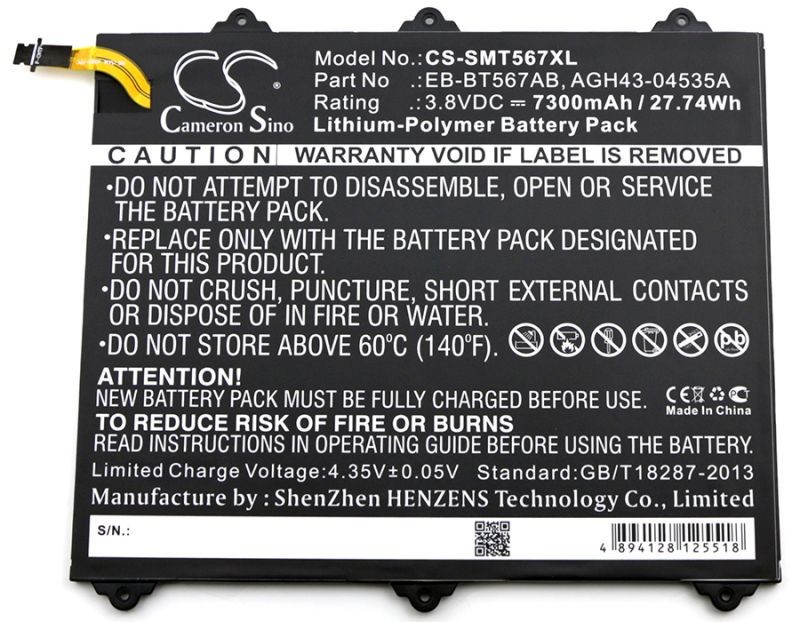 CS
Cameron Sino
Model No.:CS-SMT567XL
Part No :EB-BT567AB, AGH43-04535A
Rating :3.8VDC ⎓ 7300mAh / 27.74Wh
Lithium-Polymer Battery Pack
CAUTION WARRANTY VOID IF LABEL IS REMOVED
•DO NOT ATTEMPT TO DISASSEMBLE, OPEN OR SERVICE
THE BATTERY PACK.
•REPLACE ONLY WITH THE BATTERY PACK DESIGNATED
FOR THIS PRODUCT.
•DO NOT CRUSH, PUNCTURE, SHORT EXTERNAL CONTACTS
OR DISPOSE OF IN FIRE OR WATER.
•DO NOT STORE ABOVE 60°C (140°F).
Pb
ATTENTION!
NEW BATTERY PACK MUST BE FULLY CHARGED BEFORE USE.
CE
Made In China
TO REDUCE RISK OF FIRE OR BURNS
READ INSTRUCTIONS IN OPERATING GUIDE BEFORE USING THE BATTERY.
Limited Charge Voltage:4.35V±0.05V Standard:GB/T18287-2013
Manufacturing by : ShenZhen HENZENS Technology Co., Limited
S/N.:
4 894128 125518